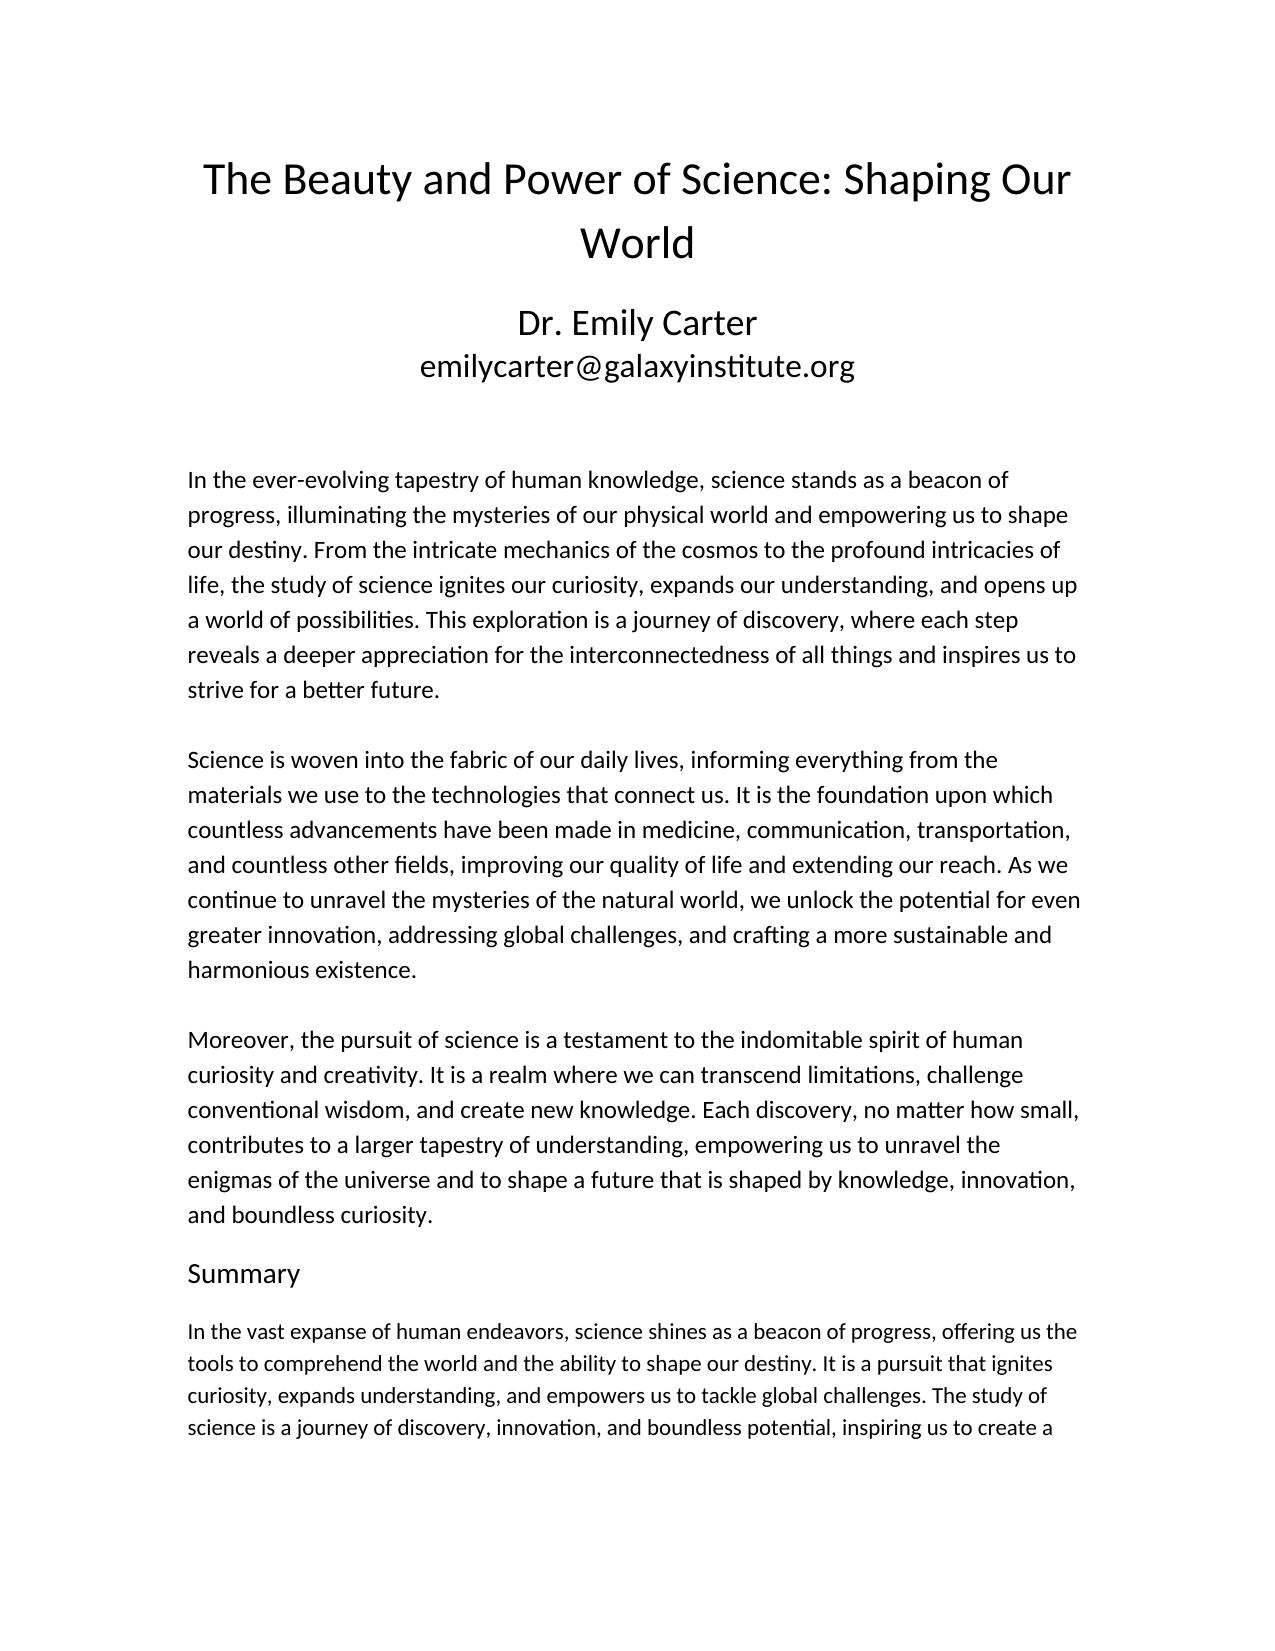 The Beauty and Power of Science: Shaping Our
World
Dr. Emily Carter
emilycarter@galaxyinstitute.org
In the ever-evolving tapestry of human knowledge, science stands as a beacon of
progress, illuminating the mysteries of our physical world and empowering us to shape
our destiny. From the intricate mechanics of the cosmos to the profound intricacies of
life, the study of science ignites our curiosity, expands our understanding, and opens up
a world of possibilities. This exploration is a journey of discovery, where each step
reveals a deeper appreciation for the interconnectedness of all things and inspires us to
strive for a better future.
Science is woven into the fabric of our daily lives, informing everything from the
materials we use to the technologies that connect us. It is the foundation upon which
countless advancements have been made in medicine, communication, transportation,
and countless other fields, improving our quality of life and extending our reach. As we
continue to unravel the mysteries of the natural world, we unlock the potential for even
greater innovation, addressing global challenges, and crafting a more sustainable and
harmonious existence.
Moreover, the pursuit of science is a testament to the indomitable spirit of human
curiosity and creativity. It is a realm where we can transcend limitations, challenge
conventional wisdom, and create new knowledge. Each discovery, no matter how small,
contributes to a larger tapestry of understanding, empowering us to unravel the
enigmas of the universe and to shape a future that is shaped by knowledge, innovation,
and boundless curiosity.
Summary
In the vast expanse of human endeavors, science shines as a beacon of progress, offering us the
tools to comprehend the world and the ability to shape our destiny. It is a pursuit that ignites
curiosity, expands understanding, and empowers us to tackle global challenges. The study of
science is a journey of discovery, innovation, and boundless potential, inspiring us to create a